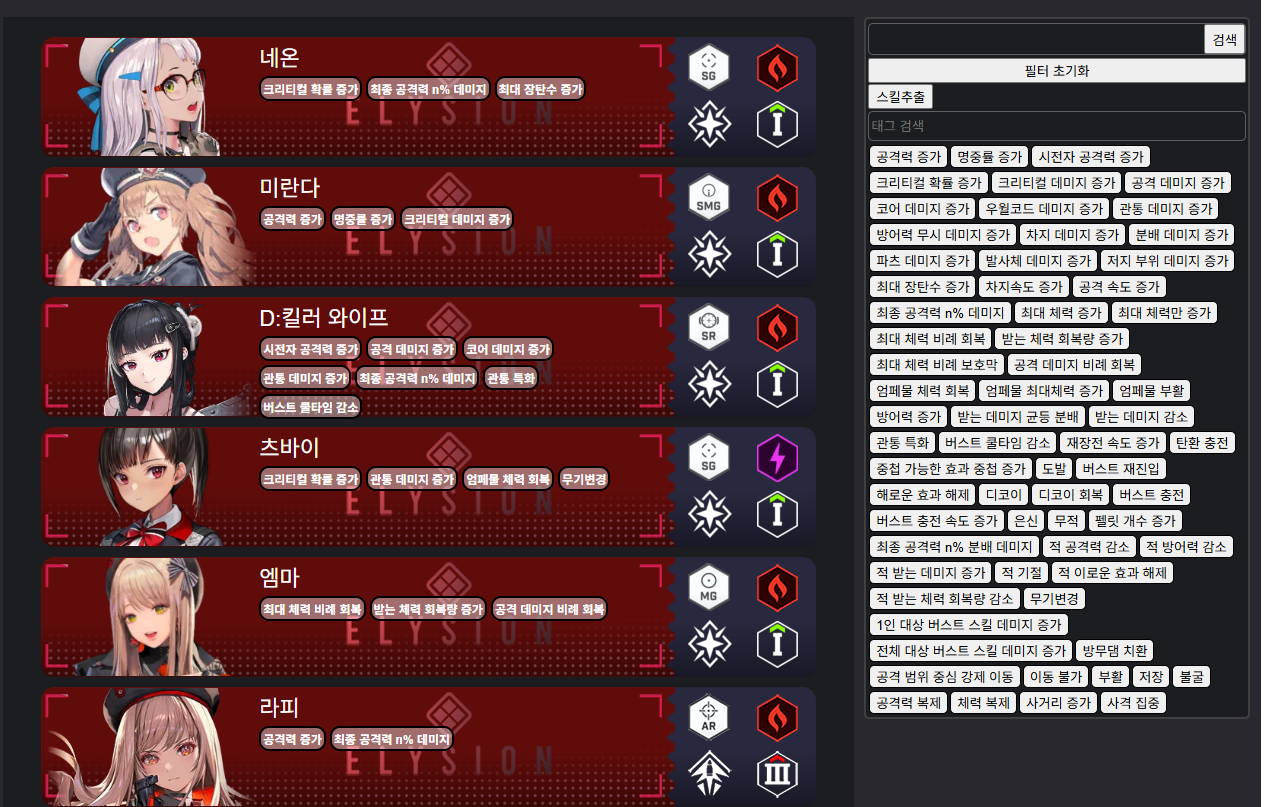 네온
크리티컬 확률 증가 최종 공격력 n% 데미지 최대 장탄수 증가
ELYSION
SG
I
미란다
공격력 증가 명중률 증가 크리티컬 데미지 증가
ELYSION
SMG
I
D:킬러 와이프
시전자 공격력 증가 공격 데미지 증가 코어 데미지 증가
관통 데미지 증가 최종 공격력 n% 데미지 관통 특화
버스트 쿨타임 감소
ELYSION
SR
I
츠바이
크리티컬 확률 증가 관통 데미지 증가 엄폐물 체력 회복 무기변경
ELYSION
SG
I
엠마
최대 체력 비례 회복 받는 체력 회복량 증가 공격 데미지 비례 회복
ELYSION
MG
I
라피
공격력 증가 최종 공격력 n% 데미지
ELYSION
AR
III
검색
필터 초기화
스킬추출
태그 검색
공격력 증가 명중률 증가 시전자 공격력 증가
크리티컬 확률 증가 크리티컬 데미지 증가 공격 데미지 증가
코어 데미지 증가 우월코드 데미지 증가 관통 데미지 증가
방어력 무시 데미지 증가 차지 데미지 증가 분배 데미지 증가
파츠 데미지 증가 발사체 데미지 증가 저지 부위 데미지 증가
최대 장탄수 증가 차지속도 증가 공격 속도 증가
최종 공격력 n% 데미지 최대 체력 증가 최대 체력만 증가
최대 체력 비례 회복 받는 체력 회복량 증가
최대 체력 비례 보호막 공격 데미지 비례 회복
엄폐물 체력 회복 엄폐물 최대체력 증가 엄폐물 부활
방어력 증가 받는 데미지 균등 분배 받는 데미지 감소
관통 특화 버스트 쿨타임 감소 재장전 속도 증가 탄환 충전
중첩 가능한 효과 중첩 증가 도발 버스트 재진입
해로운 효과 해제 디코이 디코이 회복 버스트 충전
버스트 충전 속도 증가 은신 무적 펠릿 개수 증가
최종 공격력 n% 분배 데미지 적 공격력 감소 적 방어력 감소
적 받는 데미지 증가 적 기절 적 이로운 효과 해제
적 받는 체력 회복량 감소 무기변경
1인 대상 버스트 스킬 데미지 증가
전체 대상 버스트 스킬 데미지 증가 방무댐 치환
공격 범위 중심 강제 이동 이동 불가 부활 저장 불굴
공격력 복제 체력 복제 사거리 증가 사격 집중